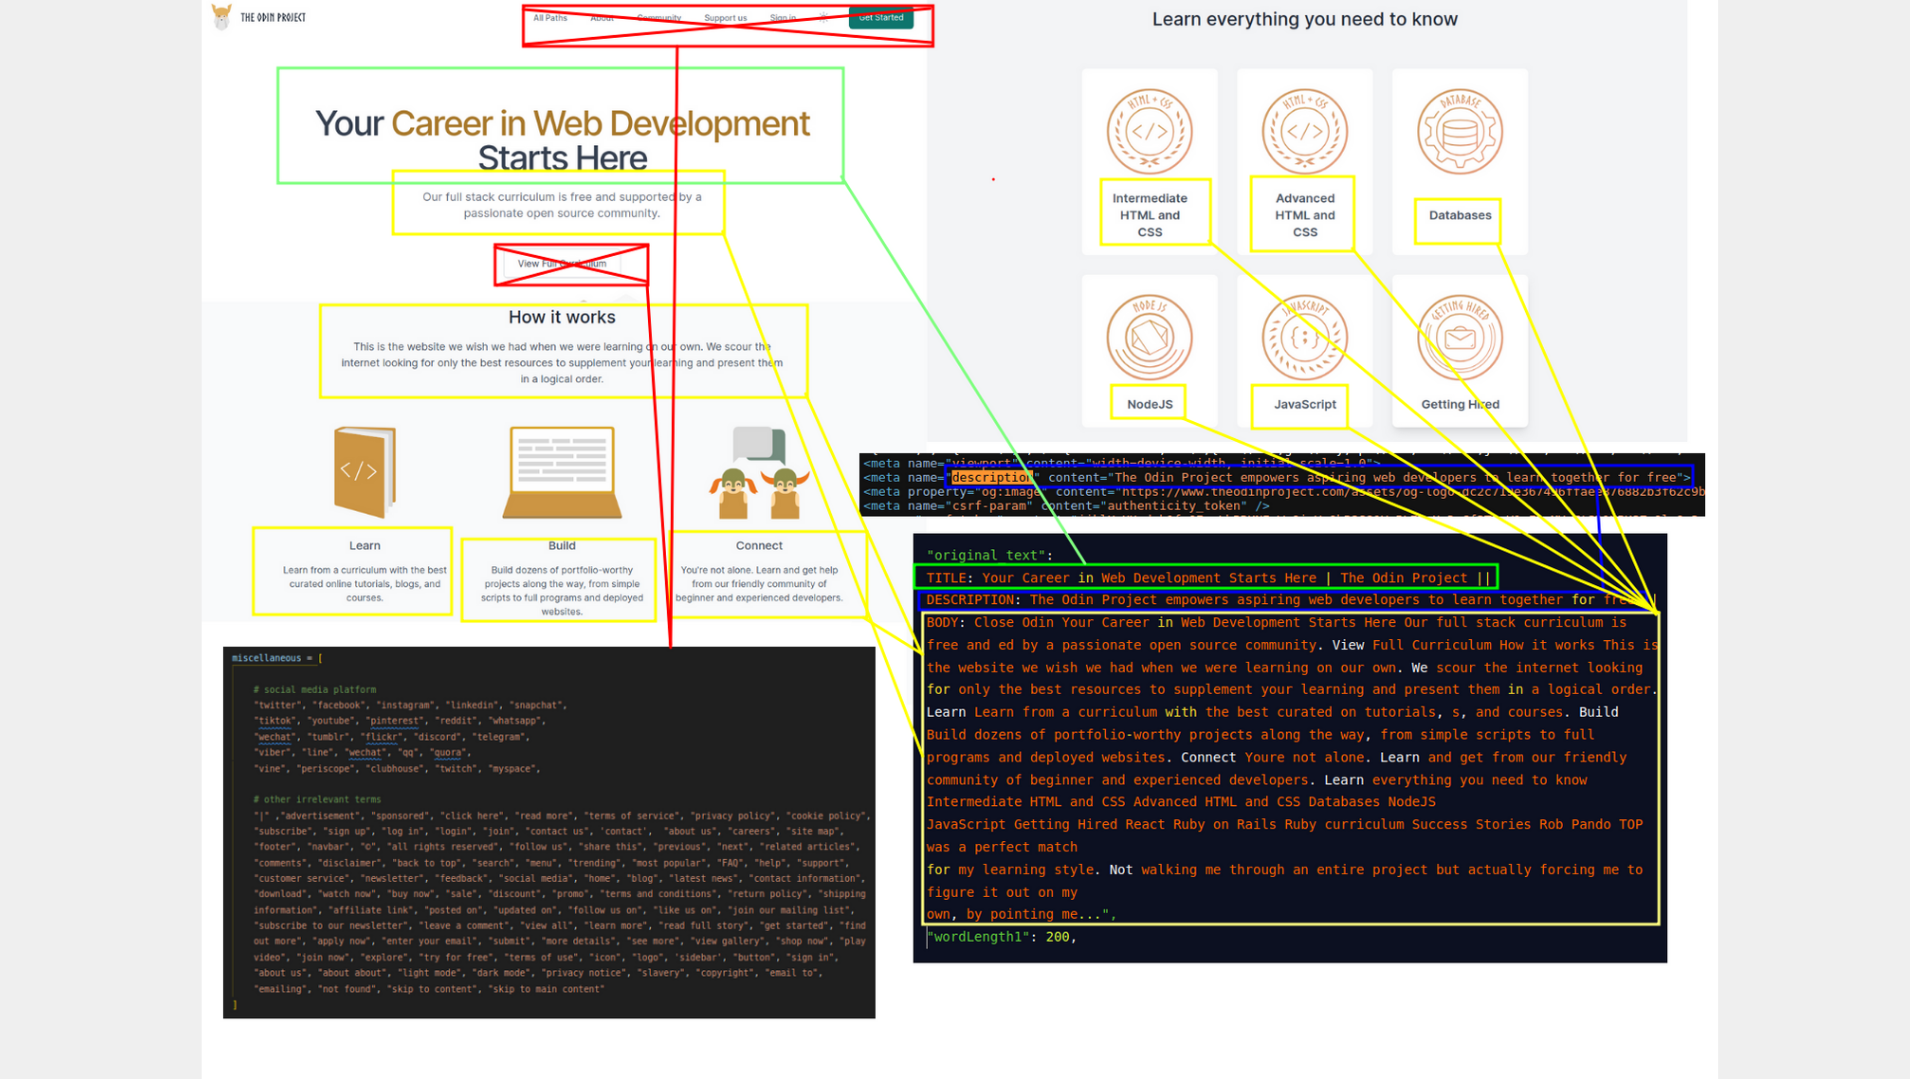 THE ODIN PROJECT
All Paths About Community Support us Sign in Get Started
Your Career in Web Development
Starts Here
Our full stack curriculum is free and supported by a
passionate open source community.
View Full Curriculum
How it works
This is the website we wish we had when we were learning on our own. We scour the
internet looking for only the best resources to supplement your learning and present them
in a logical order.
Learn
Learn from a curriculum with the best
curated online tutorials, blogs, and
courses.
Build
Build dozens of portfolio-worthy
projects along the way, from simple
scripts to full programs and deployed
websites.
Connect
You're not alone. Learn and get help
from our friendly community of
beginner and experienced developers.
Learn everything you need to know
HTML + CSS
Intermediate
HTML and
CSS
HTML + CSS
Advanced
HTML and
CSS
DATABASE
Databases
NODE JS
NodeJS
JAVASCRIPT
JavaScript
GETTING HIRED
Getting Hired
<meta name="viewport" content="width=device-width, initial-scale=1.0">
<meta name="description" content="The Odin Project empowers aspiring web developers to learn together for free">
<meta property="og:image" content="https://www.theodinproject.com/assets/og-logo-
<meta name="csrf-param" content="authenticity_token" />
"original_text":
TITLE: Your Career in Web Development Starts Here | The Odin Project ||
DESCRIPTION: The Odin Project empowers aspiring web developers to learn together for free
BODY: Close Odin Your Career in Web Development Starts Here Our full stack curriculum is
free and ed by a passionate open source community. View Full Curriculum How it works This is
the website we wish we had when we were learning on our own. We scour the internet looking
for only the best resources to supplement your learning and present them in a logical order.
Learn Learn from a curriculum with the best curated on tutorials, s, and courses. Build
Build dozens of portfolio-worthy projects along the way, from simple scripts to full
programs and deployed websites. Connect Youre not alone. Learn and get from our friendly
community of beginner and experienced developers. Learn everything you need to know
Intermediate HTML and CSS Advanced HTML and CSS Databases NodeJS
JavaScript Getting Hired React Ruby on Rails Ruby curriculum Success Stories Rob Pando TOP
was a perfect match
for my learning style. Not walking me through an entire project but actually forcing me to
figure it out on my
own, by pointing me...",
"wordLength1": 200,
miscellaneous = [
# social media platform
"twitter", "facebook", "instagram", "linkedin", "snapchat",
"tiktok", "youtube", "pinterest", "reddit", "whatsapp",
"wechat", "tumblr", "flickr", "discord", "telegram",
"viber", "line", "wechat", "qq", "quora",
"vine", "periscope", "clubhouse", "twitch", "myspace",
# other irrelevant terms
"|" ,"advertisement", "sponsored", "click here", "read more", "terms of service", "privacy policy", "cookie policy",
"subscribe", "sign up", "log in", "login", "join", "contact us", 'contact', "about us", "careers", "site map",
"footer", "navbar", "©", "all rights reserved", "follow us", "share this", "previous", "next", "related articles",
"comments", "disclaimer", "back to top", "search", "menu", "trending", "most popular", "FAQ", "help", "support",
"customer service", "newsletter", "feedback", "social media", "home", "blog", "latest news", "contact information",
"download", "watch now", "buy now", "sale", "discount", "promo", "terms and conditions", "return policy", "shipping
information", "affiliate link", "posted on", "updated on", "follow us on", "like us on", "join our mailing list",
"subscribe to our newsletter", "leave a comment", "view all", "learn more", "read full story", "get started", "find
out more", "apply now", "enter your email", "submit", "more details", "see more", "view gallery", "shop now", "play
video", "join now", "explore", "try for free", "terms of use", "icon", "logo", 'sidebar', "button", "sign in",
"about us", "about about", "light mode", "dark mode", "privacy notice", "slavery", "copyright", "email to",
"emailing", "not found", "skip to content", "skip to main content"
]